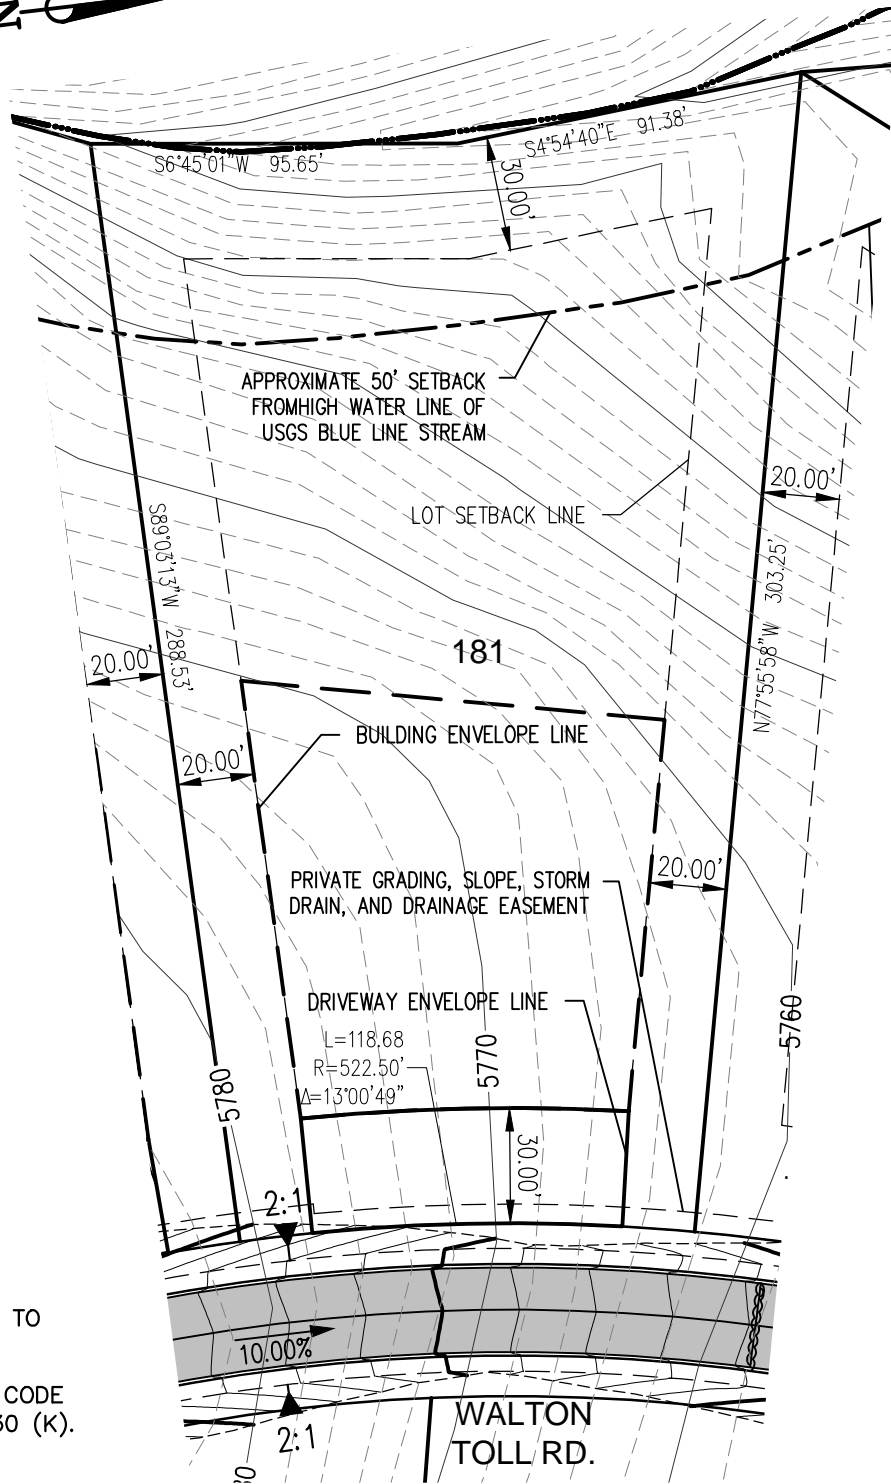 N
S6°45'01"W 95.65'
S4°54'40"E 91.38'
30.00'
APPROXIMATE 50' SETBACK
FROMHIGH WATER LINE OF
USGS BLUE LINE STREAM
20.00'
LOT SETBACK LINE
S89°03'13"W 288.53'
N77°55'58"W 303.25'
181
20.00'
BUILDING ENVELOPE LINE
20.00'
20.00'
PRIVATE GRADING, SLOPE, STORM
DRAIN, AND DRAINAGE EASEMENT
DRIVEWAY ENVELOPE LINE
5760
L=118.68
R=522.50'
Δ=13°00'49"
5770
5780
30.00'
2:1
TO
10.00%
CODE
(K).
WALTON
TOLL RD.
2:1